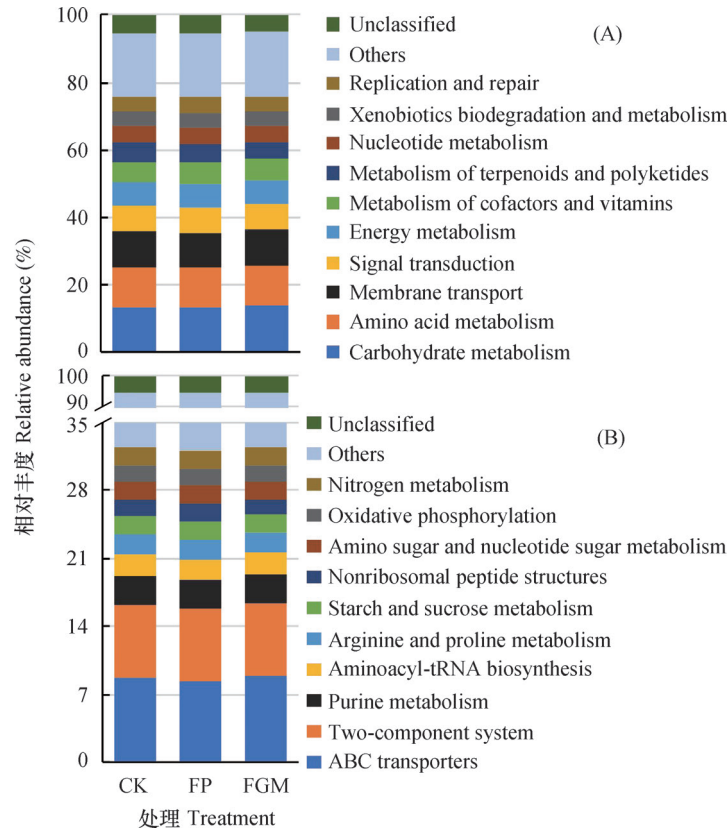 (A)
100
80
60
40
20
0
Unclassified
Others
Replication and repair
Xenobiotics biodegradation and metabolism
Nucleotide metabolism
Metabolism of terpenoids and polyketides
Metabolism of cofactors and vitamins
Energy metabolism
Signal transduction
Membrane transport
Amino acid metabolism
Carbohydrate metabolism
相对丰度 Relative abundance (%)
(B)
100
90
35
28
21
14
7
0
Unclassified
Others
Nitrogen metabolism
Oxidative phosphorylation
Amino sugar and nucleotide sugar metabolism
Nonribosomal peptide structures
Starch and sucrose metabolism
Arginine and proline metabolism
Aminoacyl-tRNA biosynthesis
Purine metabolism
Two-component system
ABC transporters
CK FP FGM
处理 Treatment